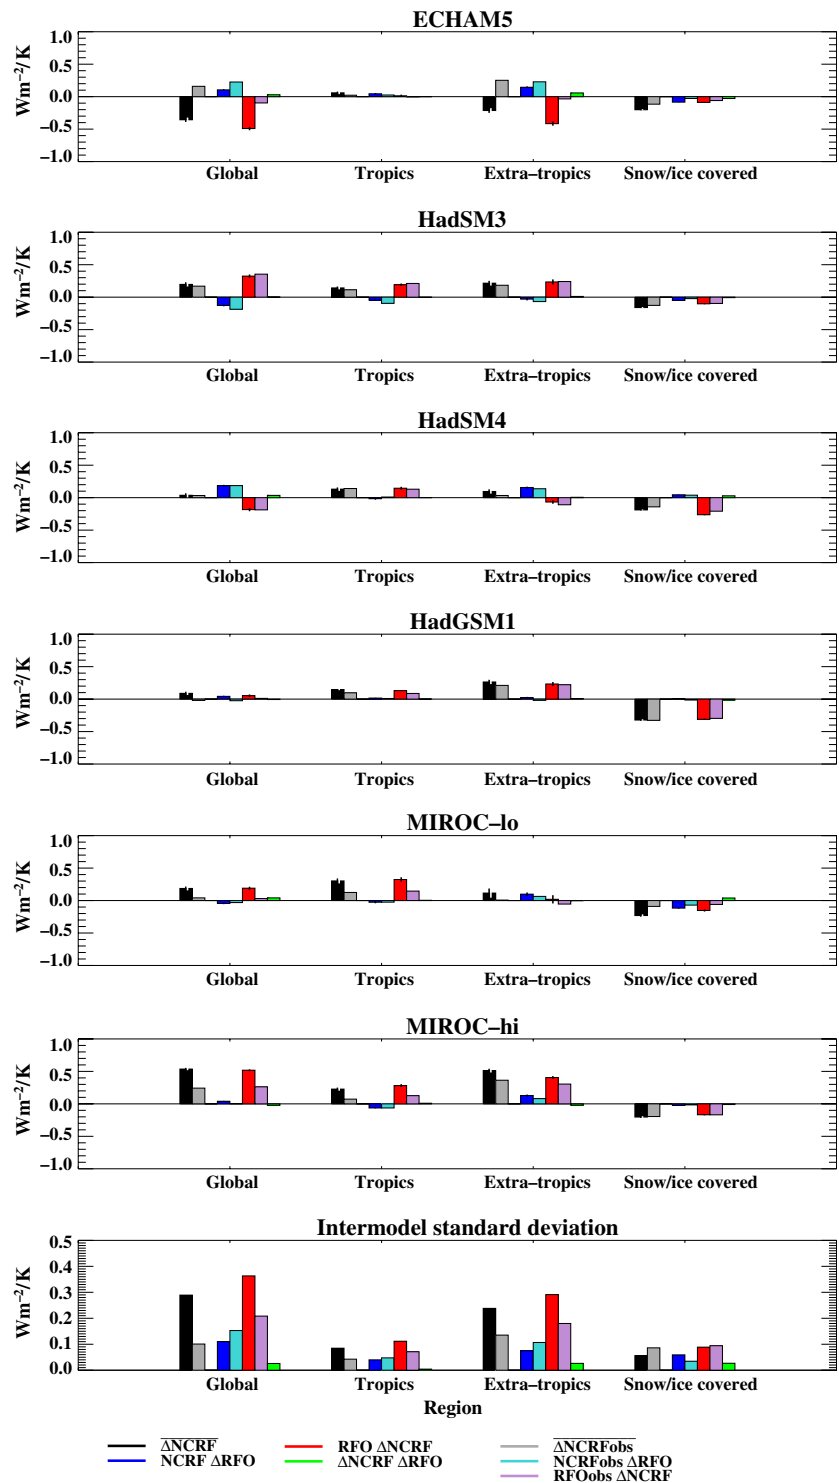 ECHAM5
Wm−2/K
1.0
0.5
0.0
−0.5
−1.0
Global Tropics Extra−tropics Snow/ice covered
HadSM3
Wm−2/K
1.0
0.5
0.0
−0.5
−1.0
Global Tropics Extra−tropics Snow/ice covered
HadSM4
Wm−2/K
1.0
0.5
0.0
−0.5
−1.0
Global Tropics Extra−tropics Snow/ice covered
HadGSM1
Wm−2/K
1.0
0.5
0.0
−0.5
−1.0
Global Tropics Extra−tropics Snow/ice covered
MIROC−lo
Wm−2/K
1.0
0.5
0.0
−0.5
−1.0
Global Tropics Extra−tropics Snow/ice covered
MIROC−hi
Wm−2/K
1.0
0.5
0.0
−0.5
−1.0
Global Tropics Extra−tropics Snow/ice covered
Intermodel standard deviation
Wm−2/K
0.5
0.4
0.3
0.2
0.1
0.0
Global Tropics Extra−tropics Snow/ice covered
Region
ΔNCRF RFO ΔNCRF ΔNCRFobs
NCRF ΔRFO ΔNCRF ΔRFO NCRFobs ΔRFO
RFOobs ΔNCRF